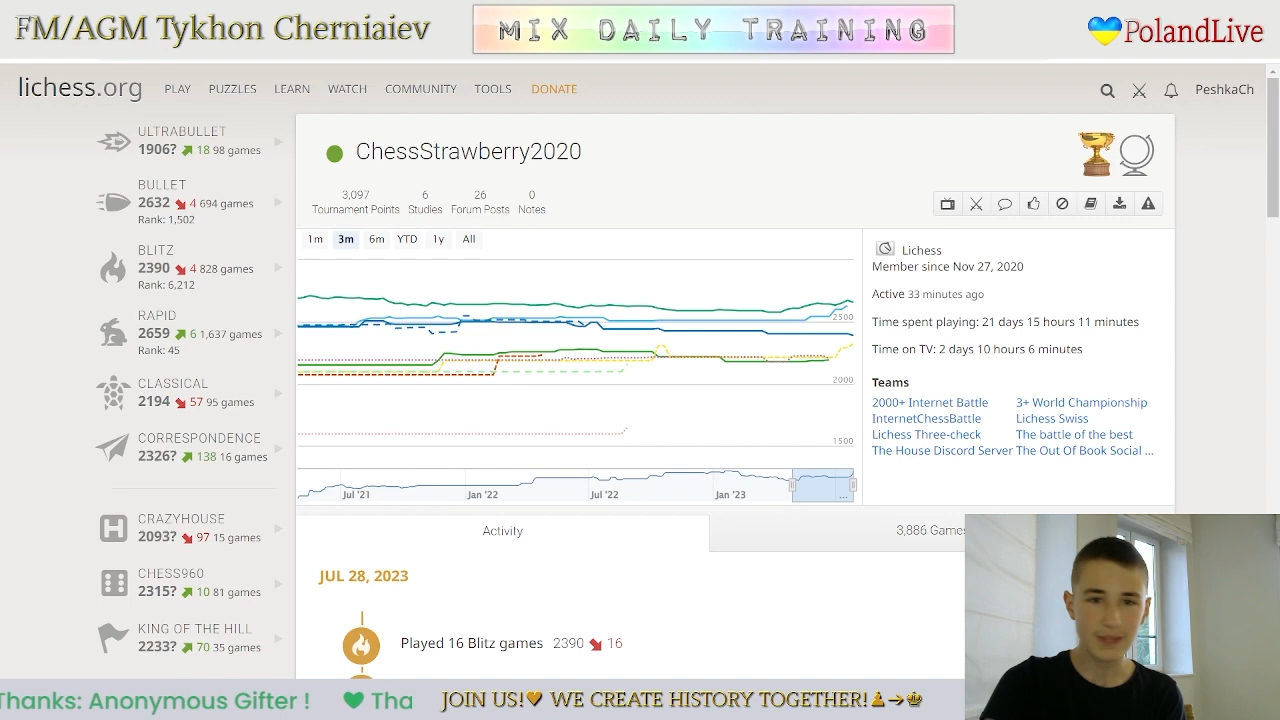 FM/AGM Tykhon Cherniaiev
MIX DAILY TRAINING
PolandLive
lichess.org PLAY PUZZLES LEARN WATCH COMMUNITY TOOLS DONATE PeshkaCh
ULTRABULLET
1906? 18 98 games
BULLET
2632 4 694 games
Rank: 1,502
BLITZ
2390 4 828 games
Rank: 6,212
RAPID
2659 6 1,637 games
Rank: 45
CLASSICAL
2194 57 95 games
CORRESPONDENCE
2326? 138 16 games
CRAZYHOUSE
2093? 97 15 games
CHESS960
2315? 10 81 games
KING OF THE HILL
2233? 70 35 games
ChessStrawberry2020
3,097 6 26 0
Tournament Points Studies Forum Posts Notes
1m 3m 6m YTD 1y All
2500
2000
1500
Jul '21 Jan '22 Jul '22 Jan '23 ...
Lichess
Member since Nov 27, 2020
Active 33 minutes ago
Time spent playing: 21 days 15 hours 11 minutes
Time on TV: 2 days 10 hours 6 minutes
Teams
2000+ Internet Battle 3+ World Championship
InternetChessBattle Lichess Swiss
Lichess Three-check The battle of the best
The House Discord Server The Out Of Book Social ...
Activity 3,886 Games
JUL 28, 2023
Played 16 Blitz games 2390 16
Thanks: Anonymous Gifter ! Tha
JOIN US! WE CREATE HISTORY TOGETHER!